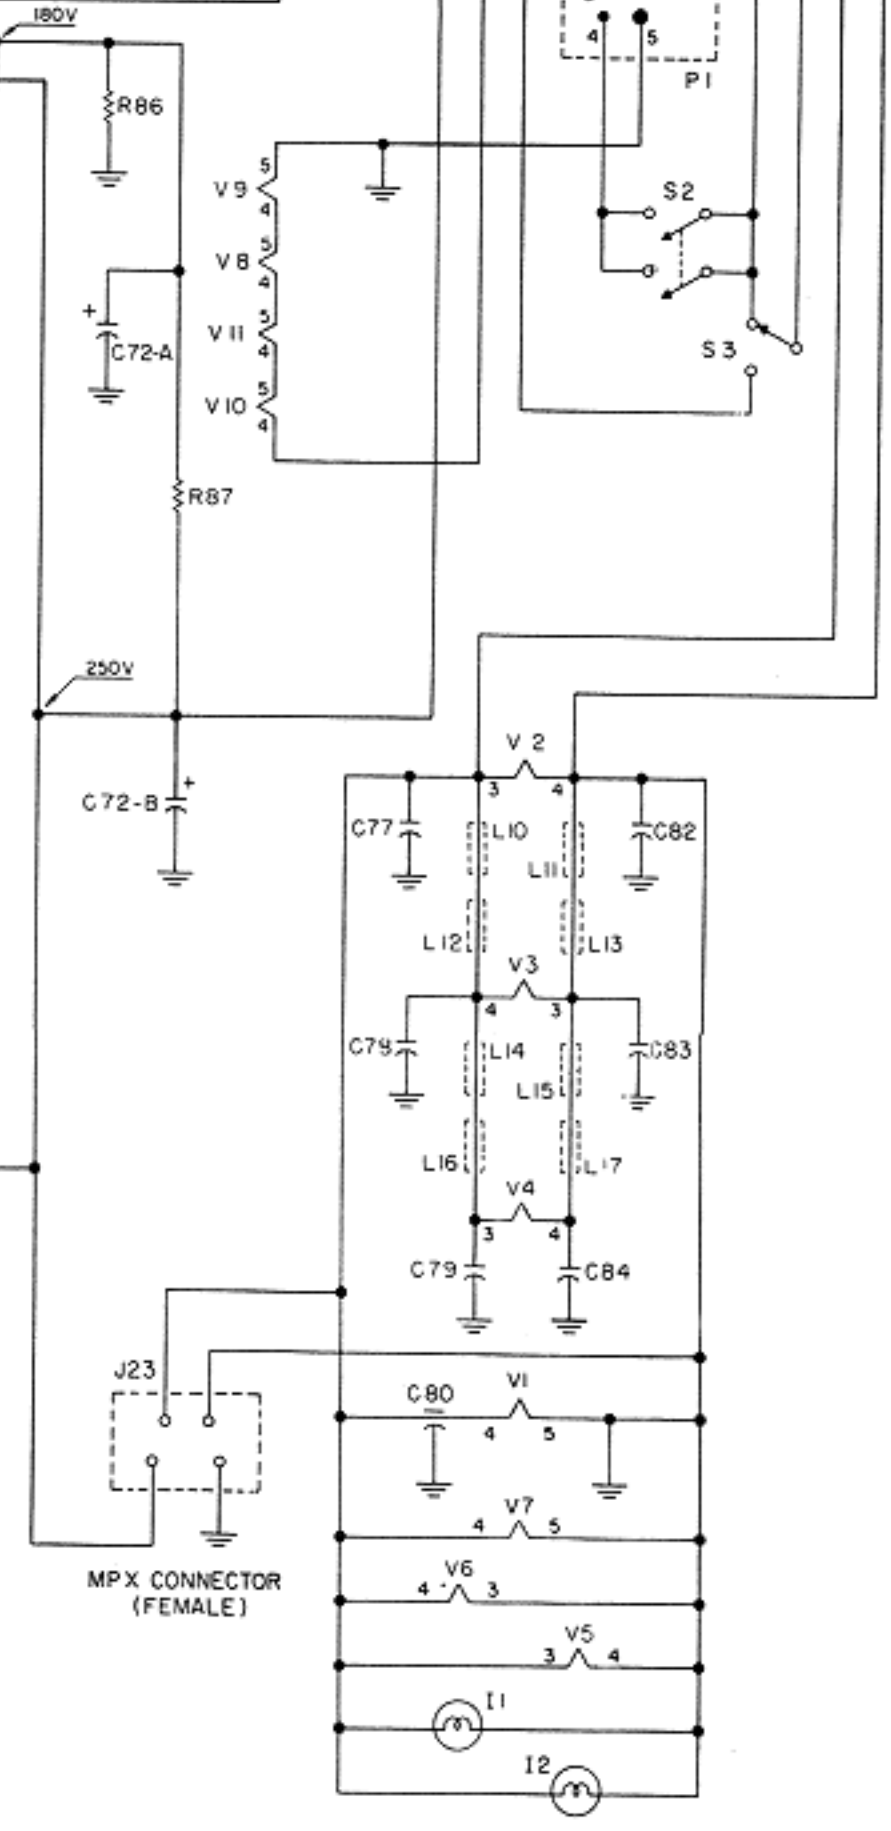 180V
4 5
P1
R86
5
V9
4
S2
5
V8
4
+
C72-A
5
V11
4
S3
5
V10
4
R87
250V
V2
3 4
+
C72-B
C77
L10
L11
C82
L12
L13
V3
4 3
C78
L14
L15
C83
L16
L17
V4
3 4
C79
C84
J23
C80
V1
4 5
V7
4 5
V6
4 3
MPX CONNECTOR
(FEMALE)
V5
3 4
I1
I2